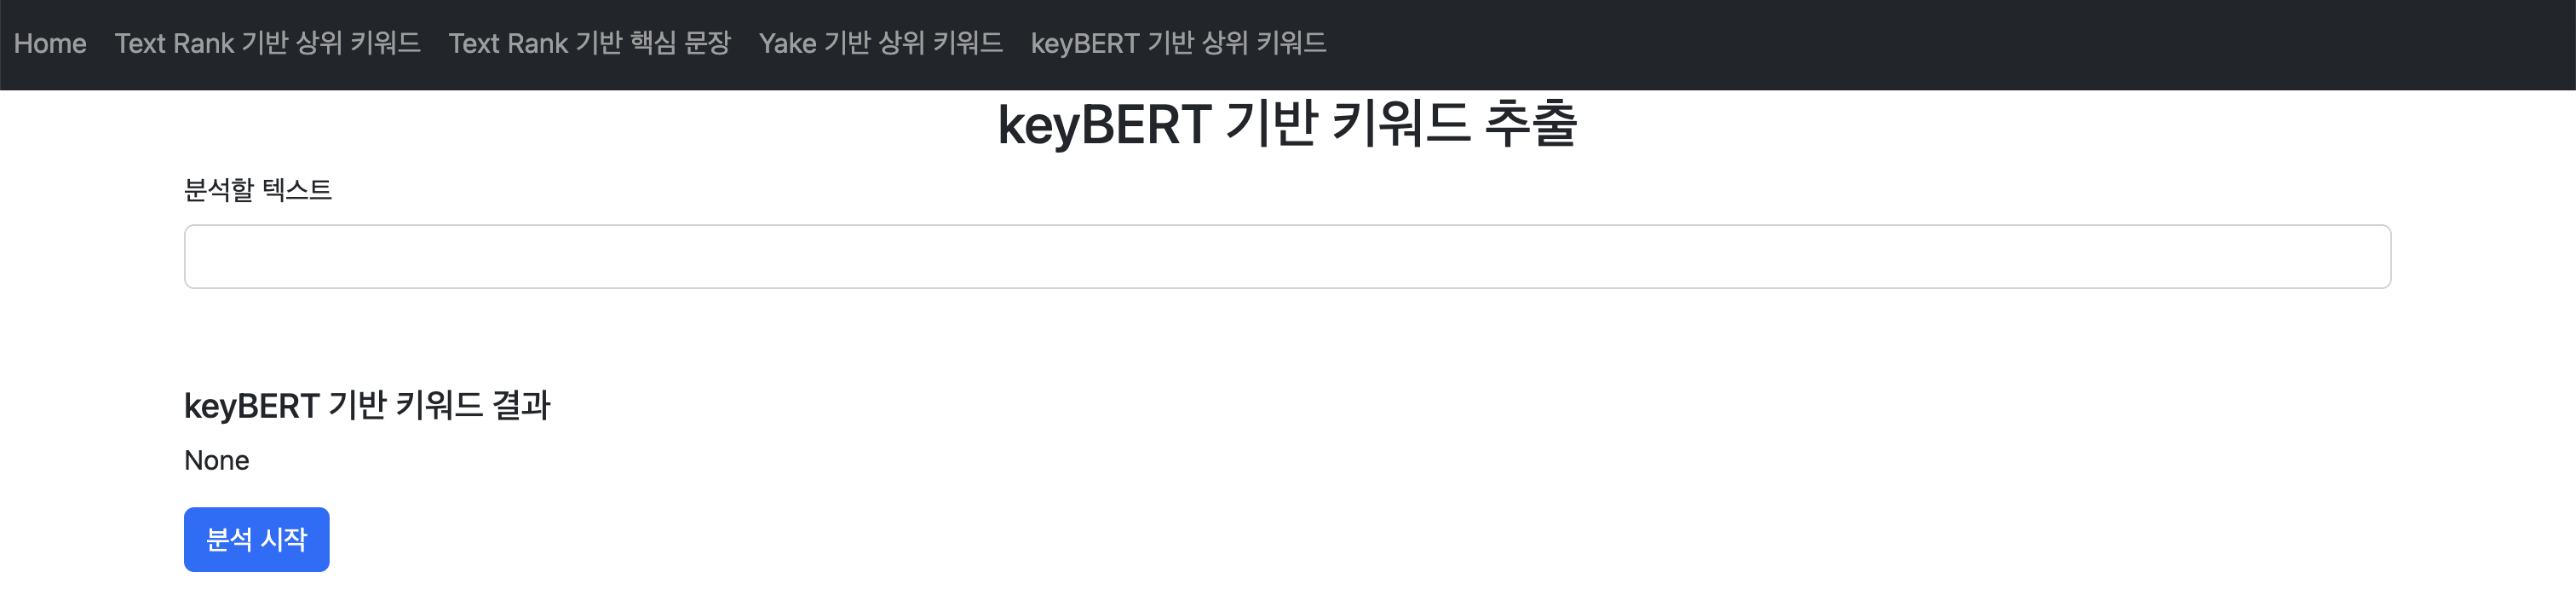 Home Text Rank 기반 상위 키워드 Text Rank 기반 핵심 문장 Yake 기반 상위 키워드 keyBERT 기반 상위 키워드
keyBERT 기반 키워드 추출
분석할 텍스트
keyBERT 기반 키워드 결과
None
분석 시작